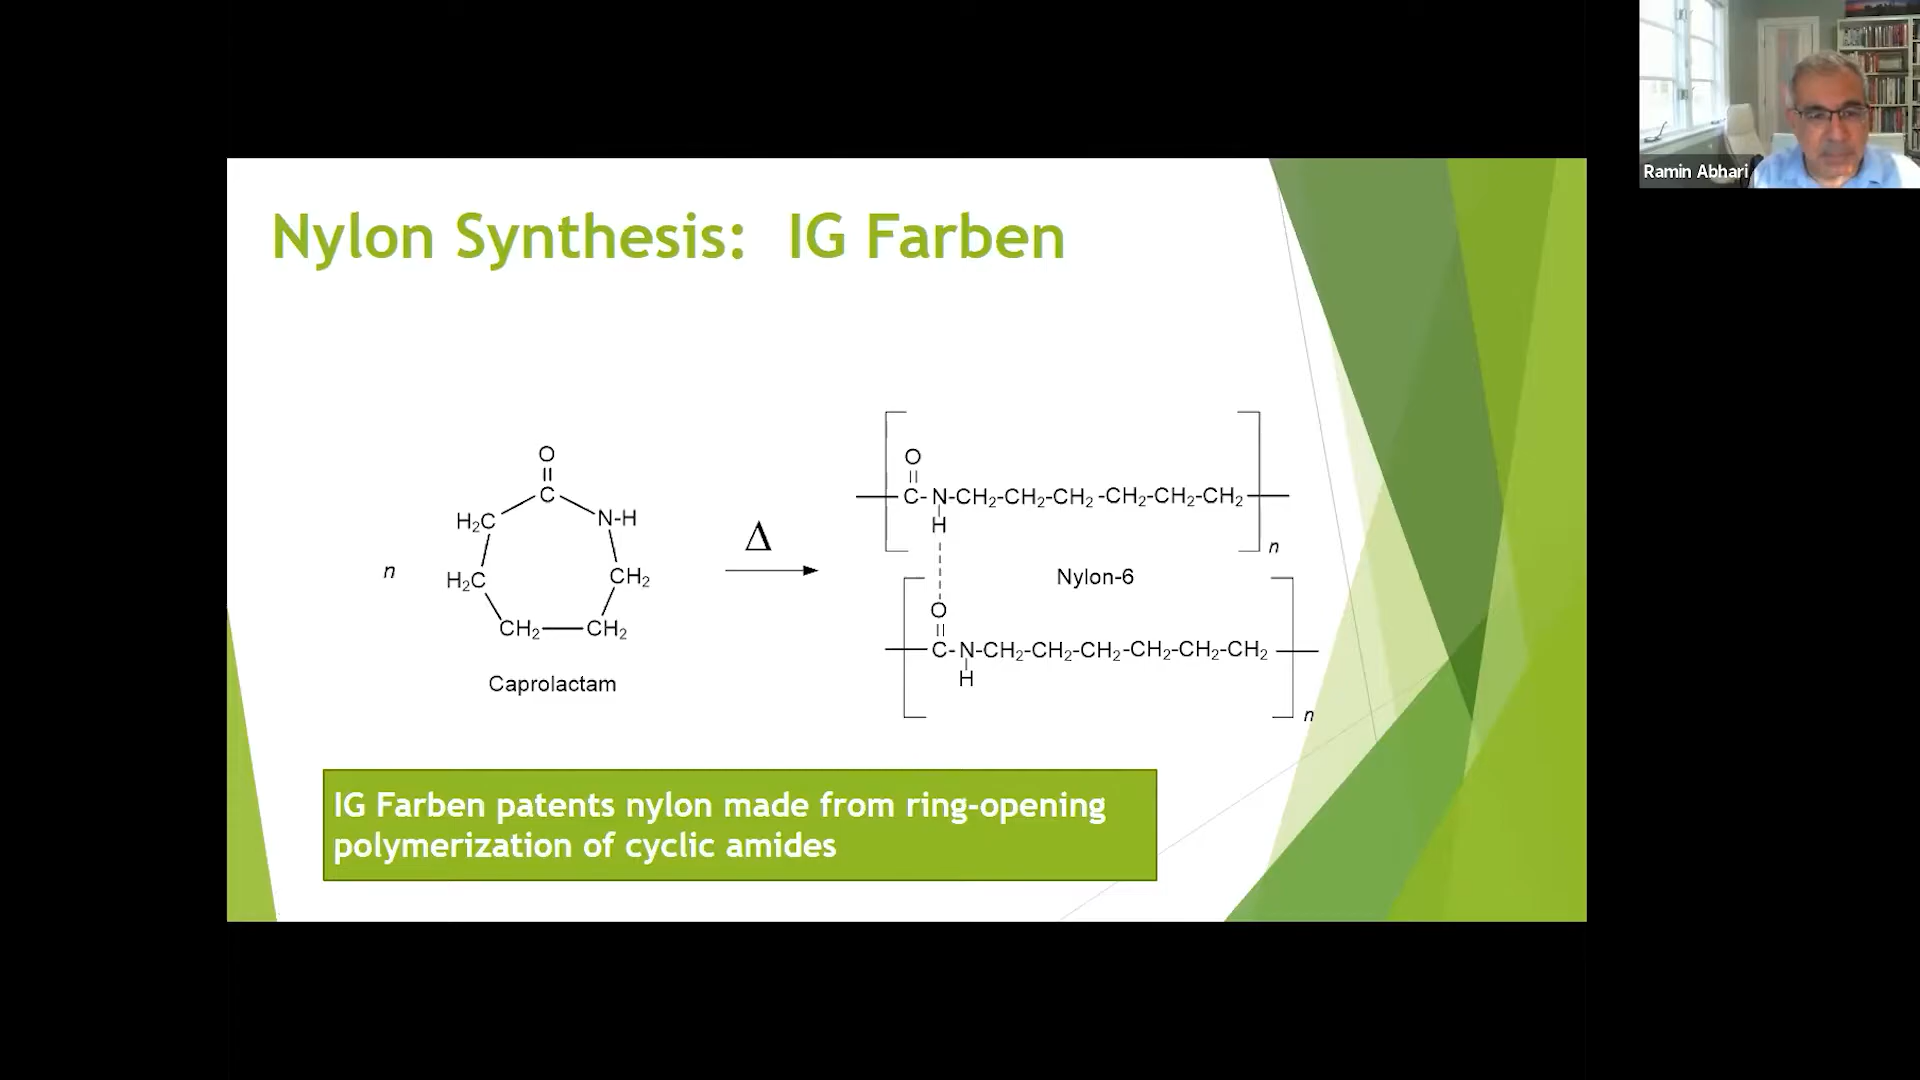 Ramin Abhari
Nylon Synthesis: IG Farben
O
C
H₂C
N-H
H₂C
CH₂
CH₂
CH₂
n
Caprolactam
Δ
O
C-N-CH₂-CH₂-CH₂-CH₂-CH₂-CH₂
H
n
Nylon-6
O
C-N-CH₂-CH₂-CH₂-CH₂-CH₂-CH₂
H
n
IG Farben patents nylon made from ring-opening
polymerization of cyclic amides